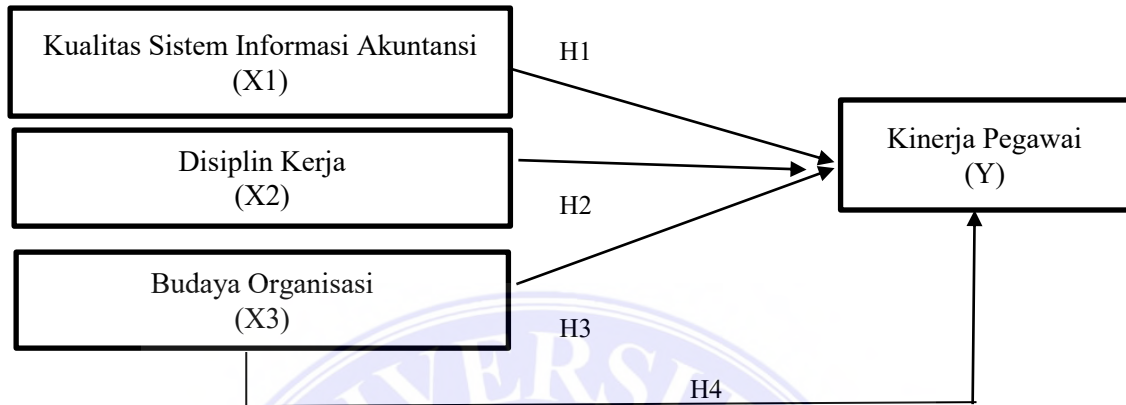 Kualitas Sistem Informasi Akuntansi
(X1)
H1
Disiplin Kerja
(X2)
H2
Kinerja Pegawai
(Y)
Budaya Organisasi
(X3)
H3
H4